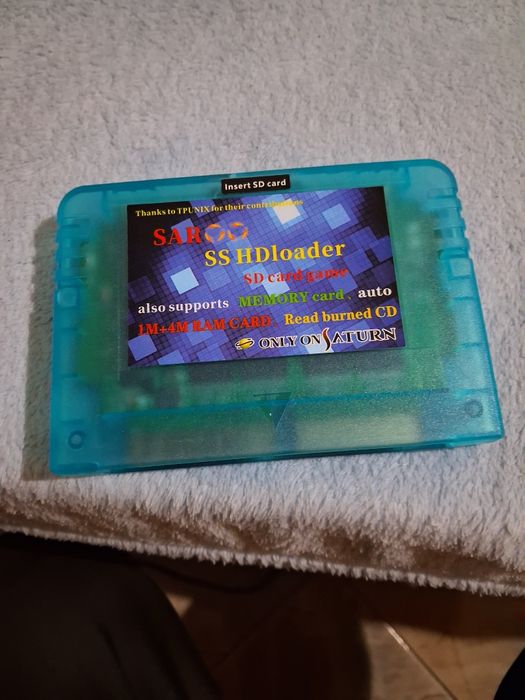 Insert SD card
Thanks to TPUNIX for their contributions
SAROO
SS HDloader
SD card game
also supports MEMORY card、auto
1M+4M RAM CARD、Read burned CD
ONLY ON SATURN